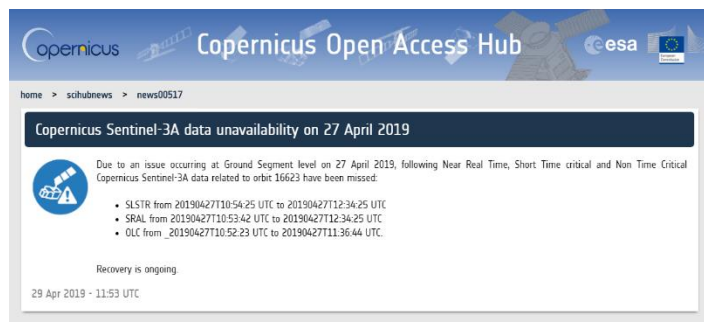 opernicus
Copernicus Open Access Hub
esa
European
Commission
home > scihubnews > news00517
Copernicus Sentinel-3A data unavailability on 27 April 2019
Due to an issue occurring at Ground Segment level on 27 April 2019, following Near Real Time, Short Time critical and Non Time Critical
Copernicus Sentinel-3A data related to orbit 16623 have been missed:
• SLSTR from 20190427T10:54:25 UTC to 20190427T12:34:25 UTC
• SRAL from 20190427T10:53:42 UTC to 20190427T12:34:25 UTC
• OLC from _20190427T10:52:23 UTC to 20190427T11:36:44 UTC.
Recovery is ongoing.
29 Apr 2019 - 11:53 UTC